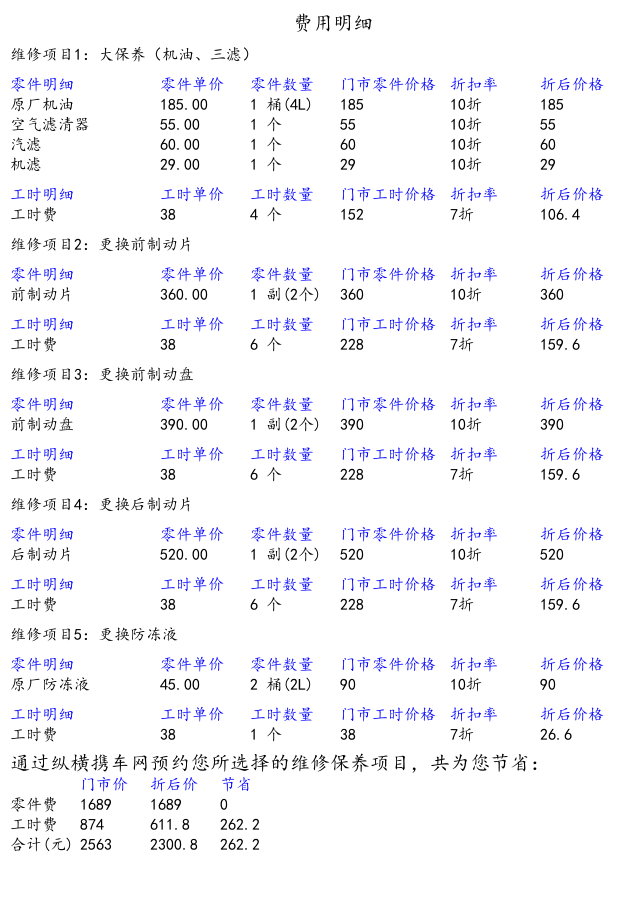 费用明细
维修项目1: 大保养（机油、三滤）
零件明细 零件单价 零件数量 门市零件价格 折扣率 折后价格
原厂机油 185.00 1 桶(4L) 185 10折 185
空气滤清器 55.00 1 个 55 10折 55
汽滤 60.00 1 个 60 10折 60
机滤 29.00 1 个 29 10折 29
工时明细 工时单价 工时数量 门市工时价格 折扣率 折后价格
工时费 38 4 个 152 7折 106.4
维修项目2: 更换前制动片
零件明细 零件单价 零件数量 门市零件价格 折扣率 折后价格
前制动片 360.00 1 副(2个) 360 10折 360
工时明细 工时单价 工时数量 门市工时价格 折扣率 折后价格
工时费 38 6 个 228 7折 159.6
维修项目3: 更换前制动盘
零件明细 零件单价 零件数量 门市零件价格 折扣率 折后价格
前制动盘 390.00 1 副(2个) 390 10折 390
工时明细 工时单价 工时数量 门市工时价格 折扣率 折后价格
工时费 38 6 个 228 7折 159.6
维修项目4: 更换后制动片
零件明细 零件单价 零件数量 门市零件价格 折扣率 折后价格
后制动片 520.00 1 副(2个) 520 10折 520
工时明细 工时单价 工时数量 门市工时价格 折扣率 折后价格
工时费 38 6 个 228 7折 159.6
维修项目5: 更换防冻液
零件明细 零件单价 零件数量 门市零件价格 折扣率 折后价格
原厂防冻液 45.00 2 桶(2L) 90 10折 90
工时明细 工时单价 工时数量 门市工时价格 折扣率 折后价格
工时费 38 1 个 38 7折 26.6
通过纵横携车网预约您所选择的维修保养项目，共为您节省：
门市价 折后价 节省
零件费 1689 1689 0
工时费 874 611.8 262.2
合计(元) 2563 2300.8 262.2